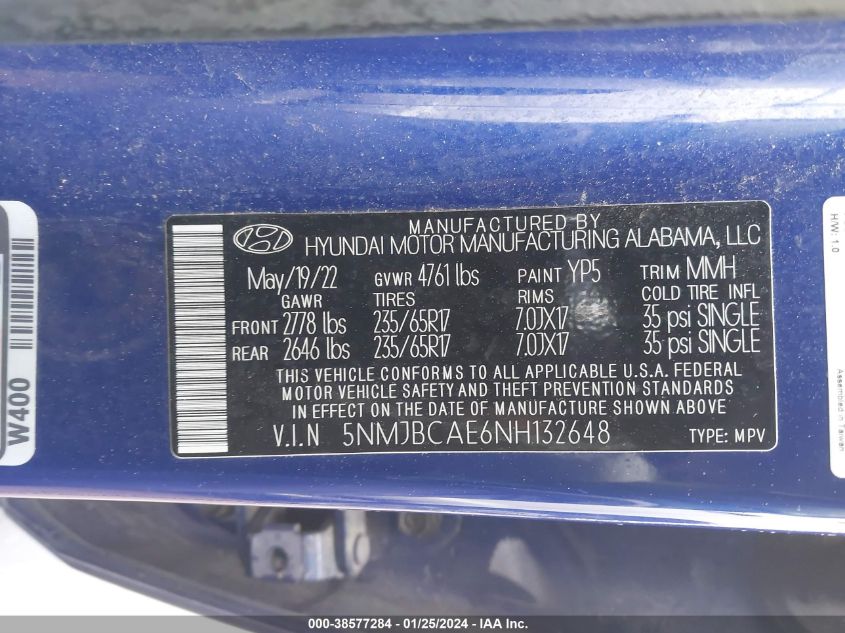 MANUFACTURED BY
HYUNDAI MOTOR MANUFACTURING ALABAMA, LLC
May/19/22 GVWR 4761 lbs PAINT YP5 TRIM MMH
GAWR TIRES RIMS COLD TIRE INFL
FRONT 2778 lbs 235/65R17 7.0JX17 35 psi SINGLE
REAR 2646 lbs 235/65R17 7.0JX17 35 psi SINGLE
THIS VEHICLE CONFORMS TO ALL APPLICABLE U.S.A. FEDERAL
MOTOR VEHICLE SAFETY AND THEFT PREVENTION STANDARDS
IN EFFECT ON THE DATE OF MANUFACTURE SHOWN ABOVE
V.I.N 5NMJBCAE6NH132648 TYPE: MPV
W400
H/W: 1.0
Assembled in Taiwan
000-38577284 - 01/25/2024 - IAA Inc.